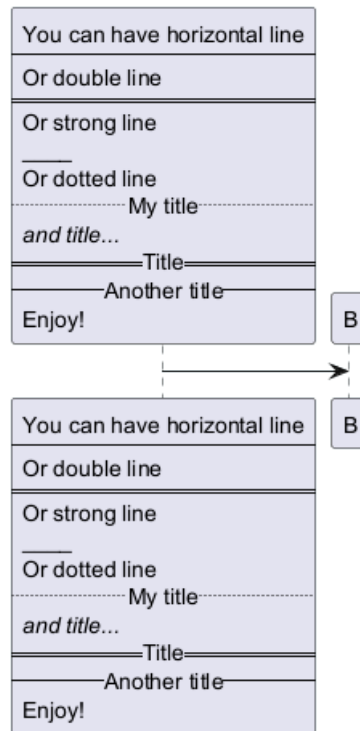 You can have horizontal line
Or double line
Or strong line
____
Or dotted line
My title
and title...
Title
Another title
Enjoy!
B
You can have horizontal line
B
Or double line
Or strong line
____
Or dotted line
My title
and title...
Title
Another title
Enjoy!